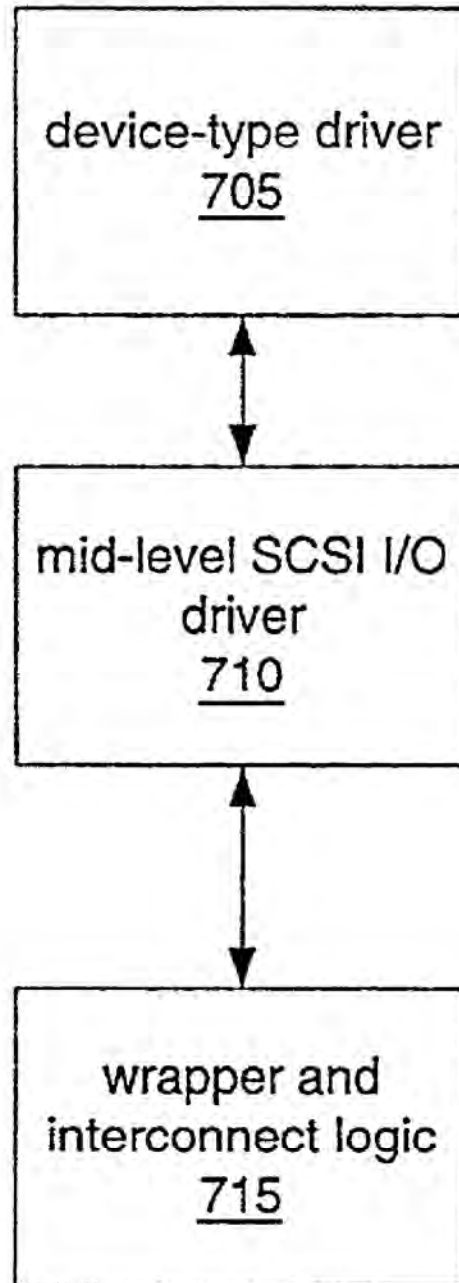 device-type driver
705
mid-level SCSI I/O
driver
710
wrapper and
interconnect logic
715